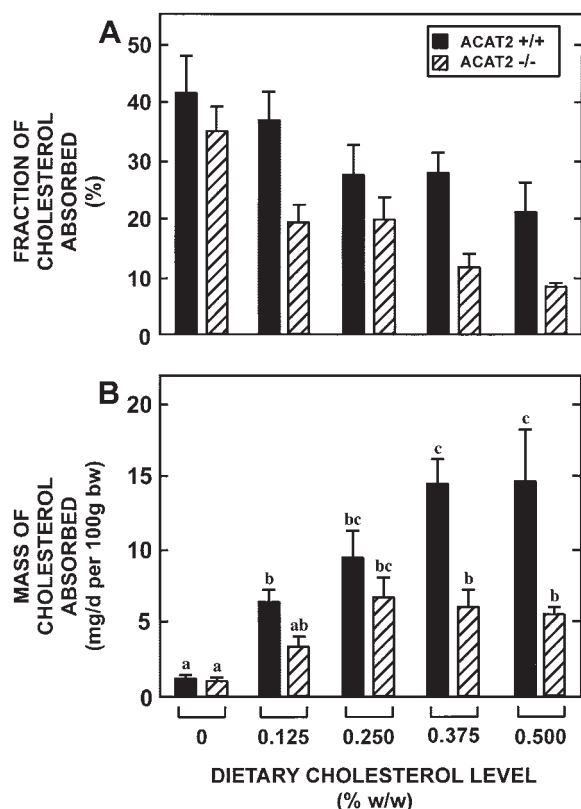 A
ACAT2 +/+
ACAT2 -/-
50
40
30
20
10
0
FRACTION OF
CHOLESTEROL
ABSORBED
(%)
B
20
15
10
5
0
MASS OF
CHOLESTEROL
ABSORBED
(mg/d per 100g bw)
a
a
b
ab
bc
bc
c
b
c
b
0
0.125
0.250
0.375
0.500
DIETARY CHOLESTEROL LEVEL
(% w/w)